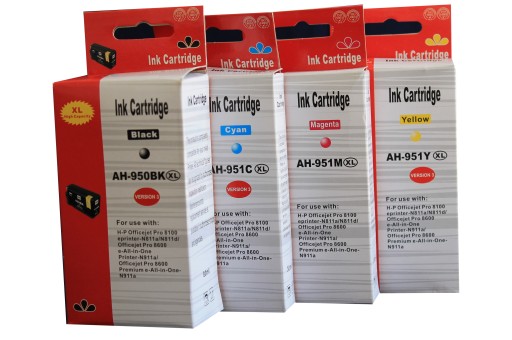 Ink Cartridge
XL
High Capacity
Ink Cartridge
Black
AH-950BK XL
VERSION 3
For use with:
H-P Officejet Pro 8100
eprinter-N811a/N811d/
Officejet Pro 8600
e-All-in-One
Printer-N911a/
Officejet Pro 8600
Premium e-All-in-One-
N911a
Ink Cartridge
Ink Cartridge
Cyan
AH-951C XL
VERSION 3
For use with:
H-P Officejet Pro 8100
eprinter-N811a/N811d/
Officejet Pro 8600
e-All-in-One
Printer-N911a/
Officejet Pro 8600
Premium e-All-in-One-
N911a
Ink Cartridge
Ink Cartridge
Magenta
AH-951M XL
VERSION 3
For use with:
H-P Officejet Pro 8100
eprinter-N811a/N811d/
Officejet Pro 8600
e-All-in-One
Printer-N911a/
Officejet Pro 8600
Premium e-All-in-One-
N911a
Ink Cartridge
Ink Cartridge
Yellow
AH-951Y XL
VERSION 3
For use with:
H-P Officejet Pro 8100
eprinter-N811a/N811d/
Officejet Pro 8600
e-All-in-One
Printer-N911a/
Officejet Pro 8600
Premium e-All-in-One-
N911a